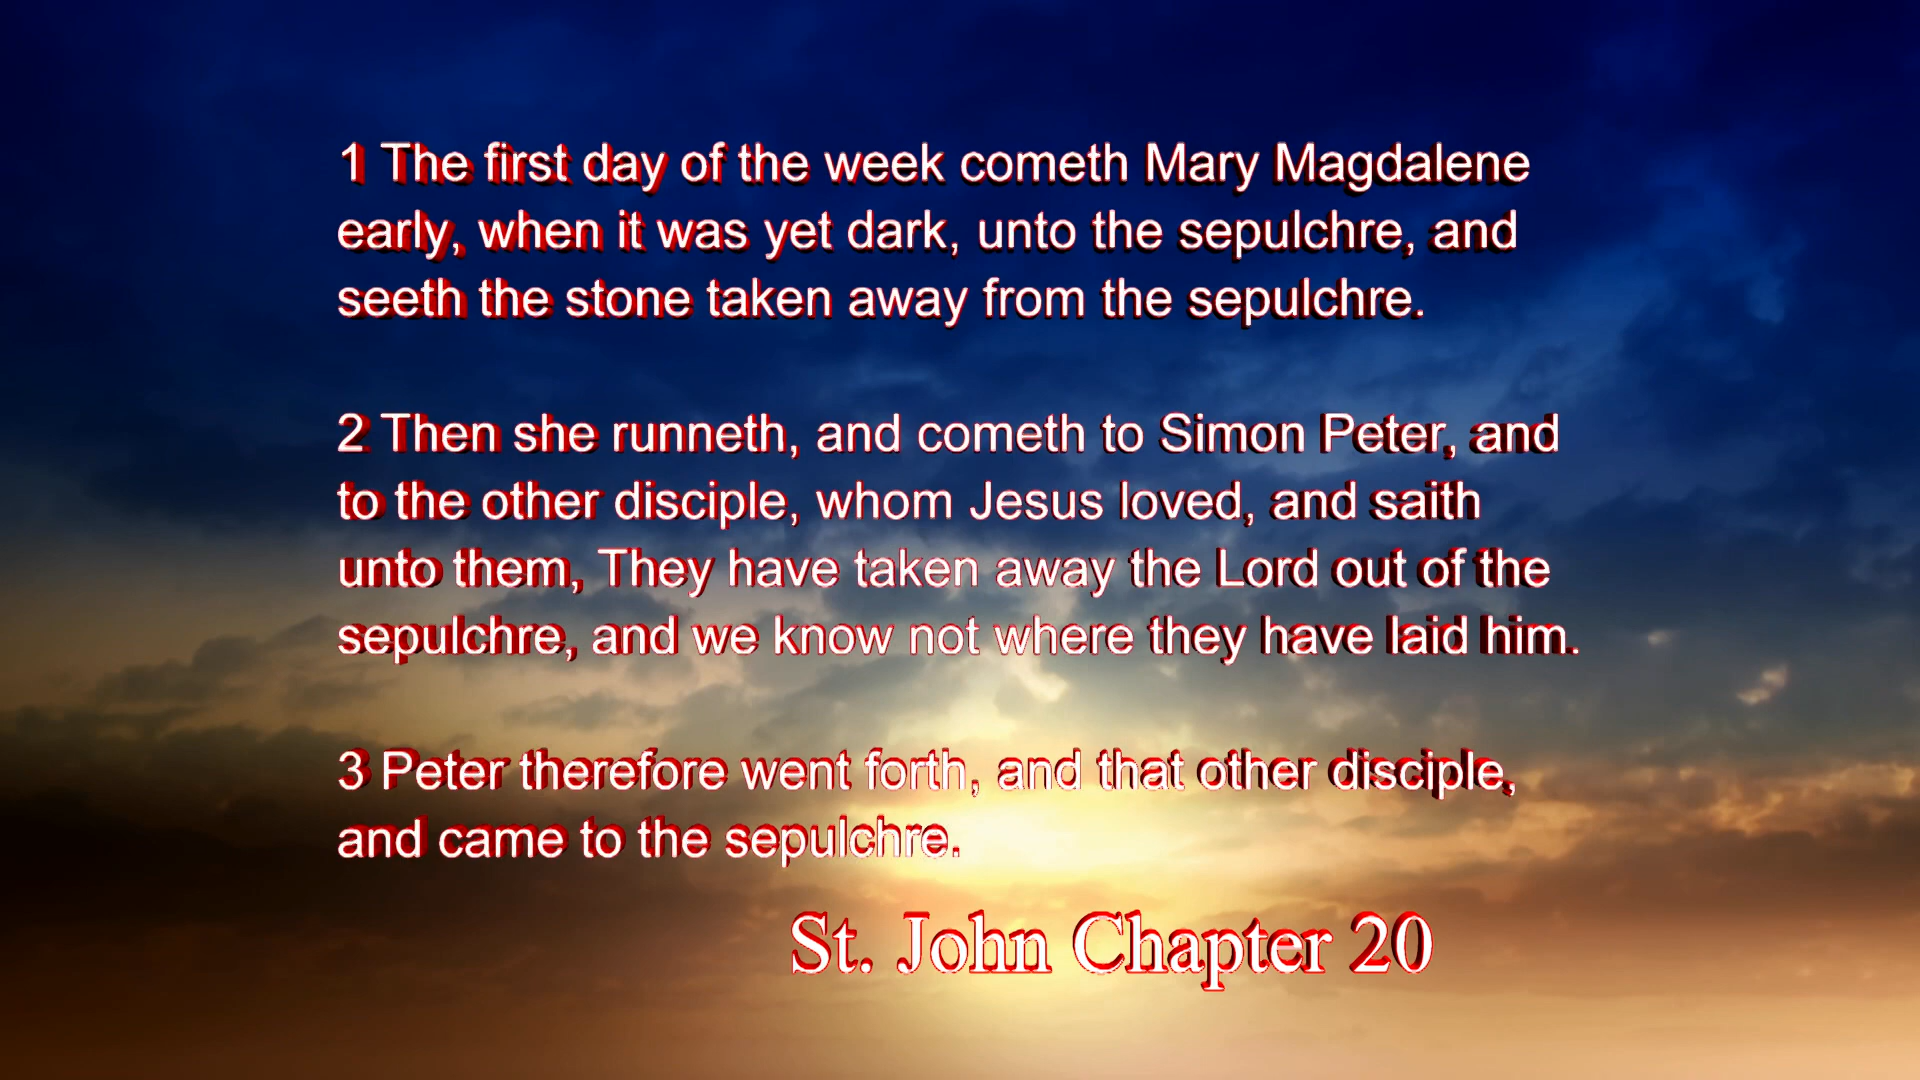 1 The first day of the week cometh Mary Magdalene
early, when it was yet dark, unto the sepulchre, and
seeth the stone taken away from the sepulchre.
2 Then she runneth, and cometh to Simon Peter, and
to the other disciple, whom Jesus loved, and saith
unto them, They have taken away the Lord out of the
sepulchre, and we know not where they have laid him.
3 Peter therefore went forth, and that other disciple,
and came to the sepulchre.
St. John Chapter 20